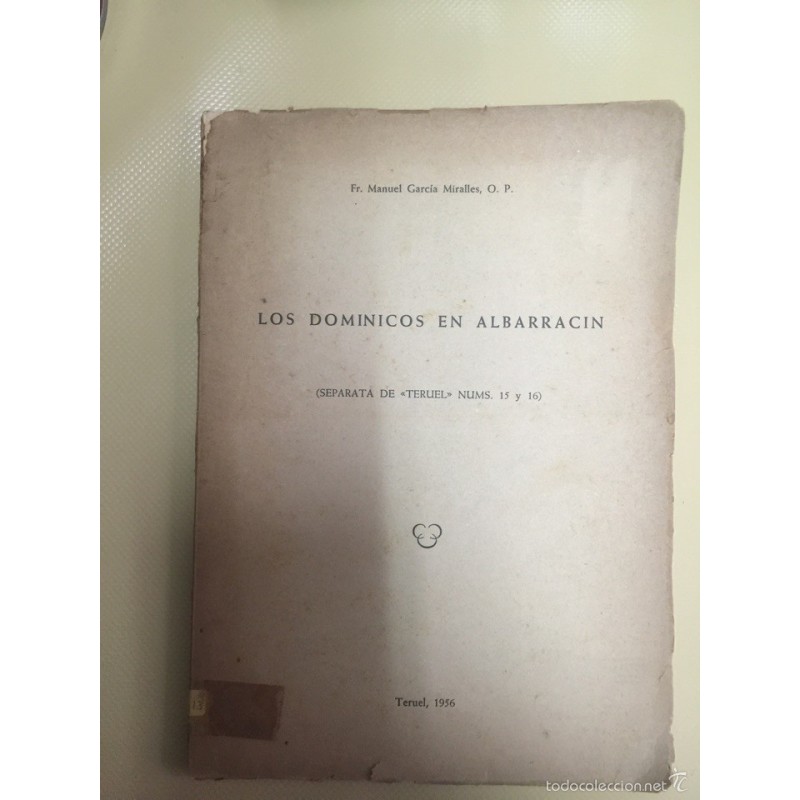 Fr. Manuel García Miralles, O. P.
LOS DOMINICOS EN ALBARRACIN
(SEPARATA DE «TERUEL» NUMS. 15 y 16)
Teruel, 1956
todocoleccion.net